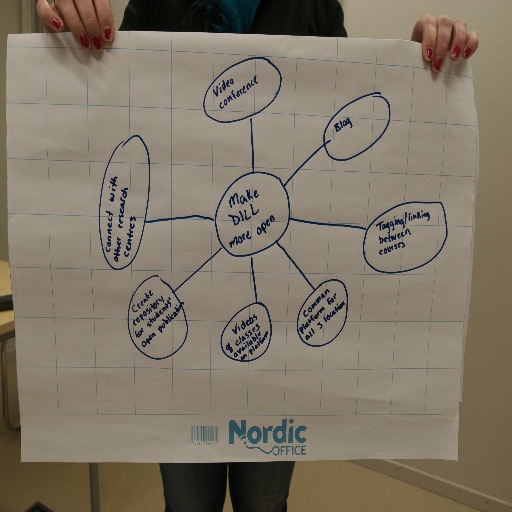 Video
conference
Blog
Make
DILL
more open
Connect with
other research
centres
Tagging/linking
between
courses
Create
repository
for students'
open publication
Videos
of classes
available
on platform
Common
platform for
all 3 location
Nordic
OFFICE